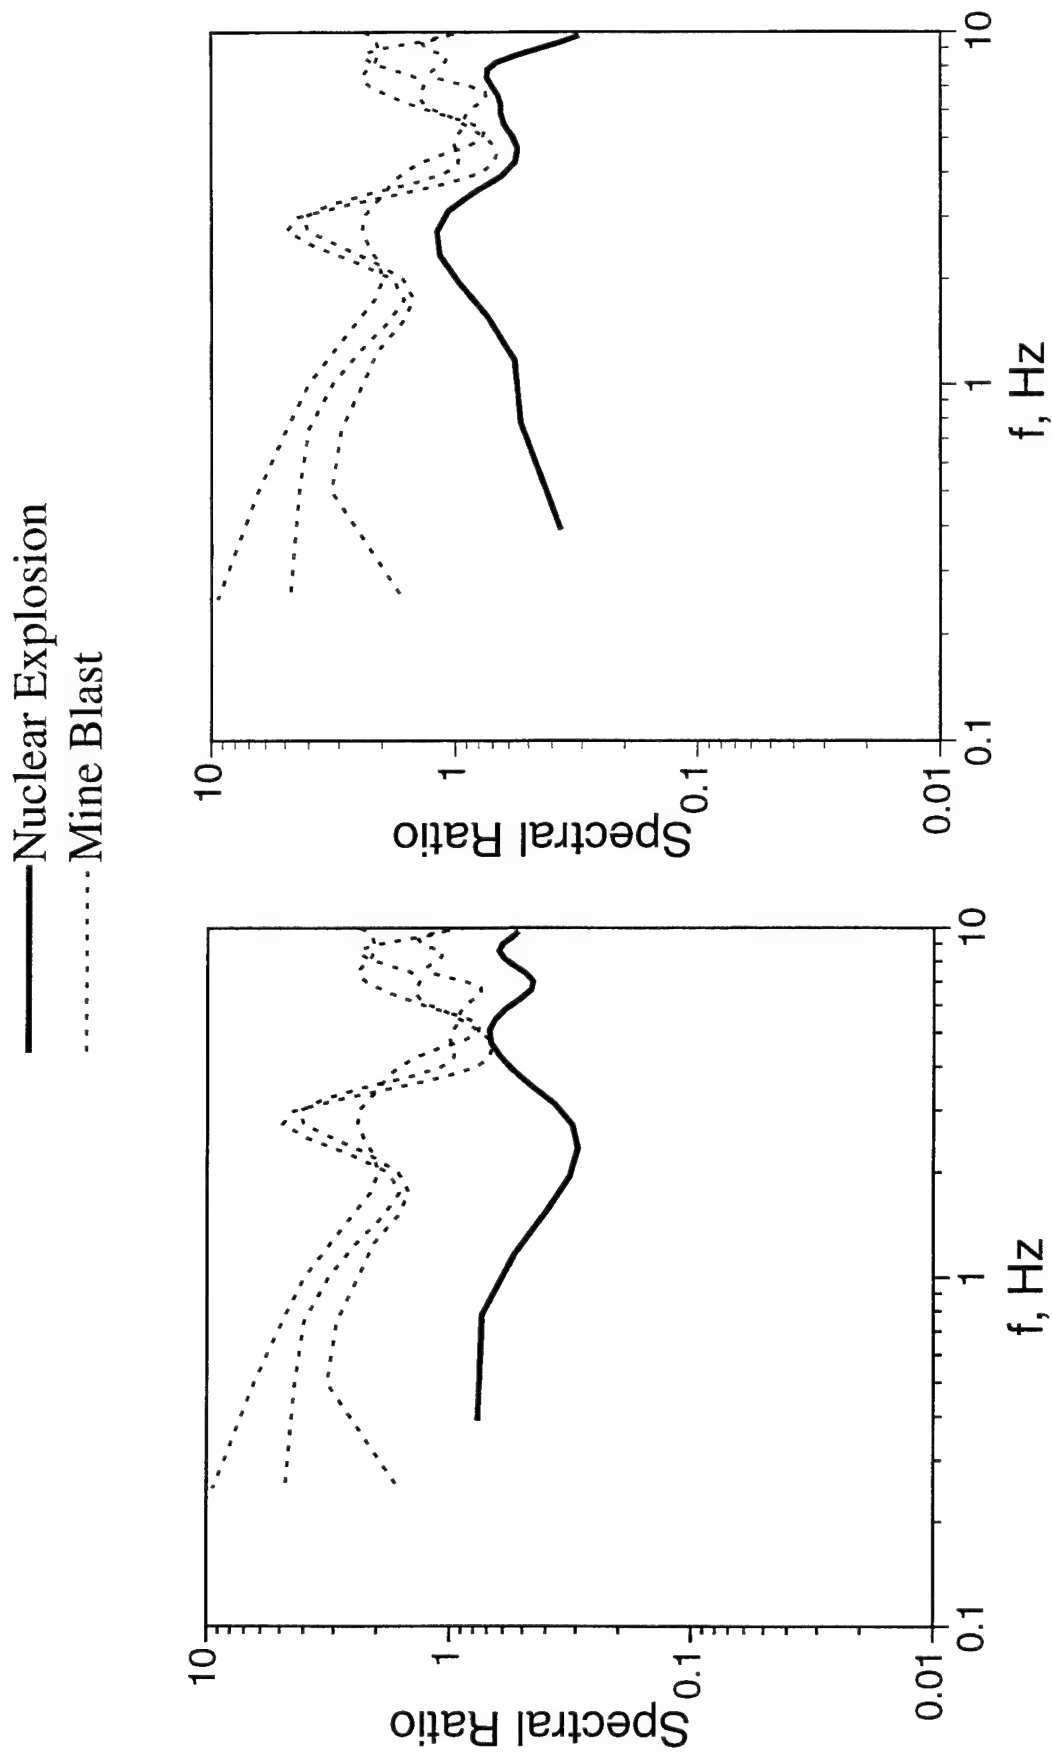 Nuclear Explosion
Mine Blast
10
1
0.1
0.01
Spectral Ratio
0.1
1
10
f, Hz
10
1
0.1
0.01
Spectral Ratio
0.1
1
10
f, Hz